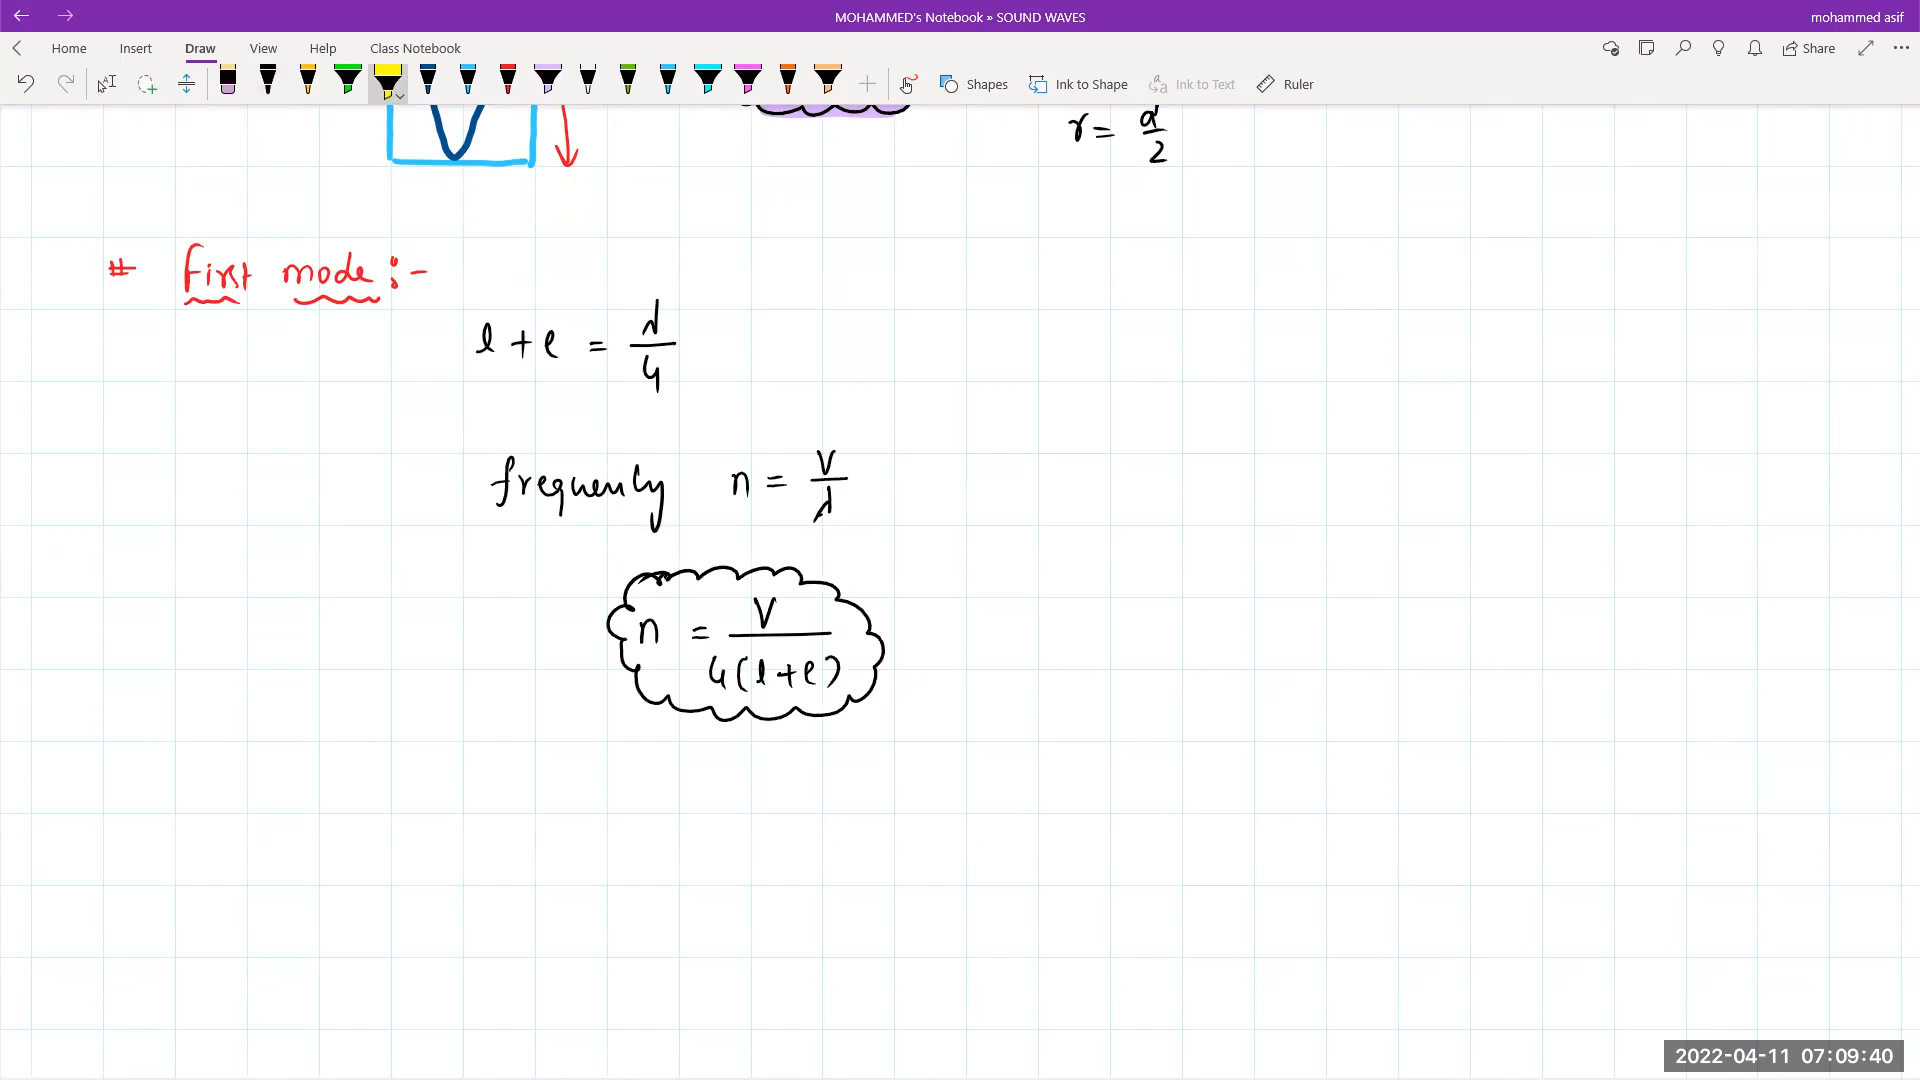 MOHAMMED's Notebook » SOUND WAVES
mohammed asif
Home Insert Draw View Help Class Notebook
Share
Shapes Ink to Shape Ink to Text Ruler
r = d/2
# First mode :-
l + e = λ/4
frequency n = V/λ
n = V/4(l+e)
2022-04-11 07:09:40